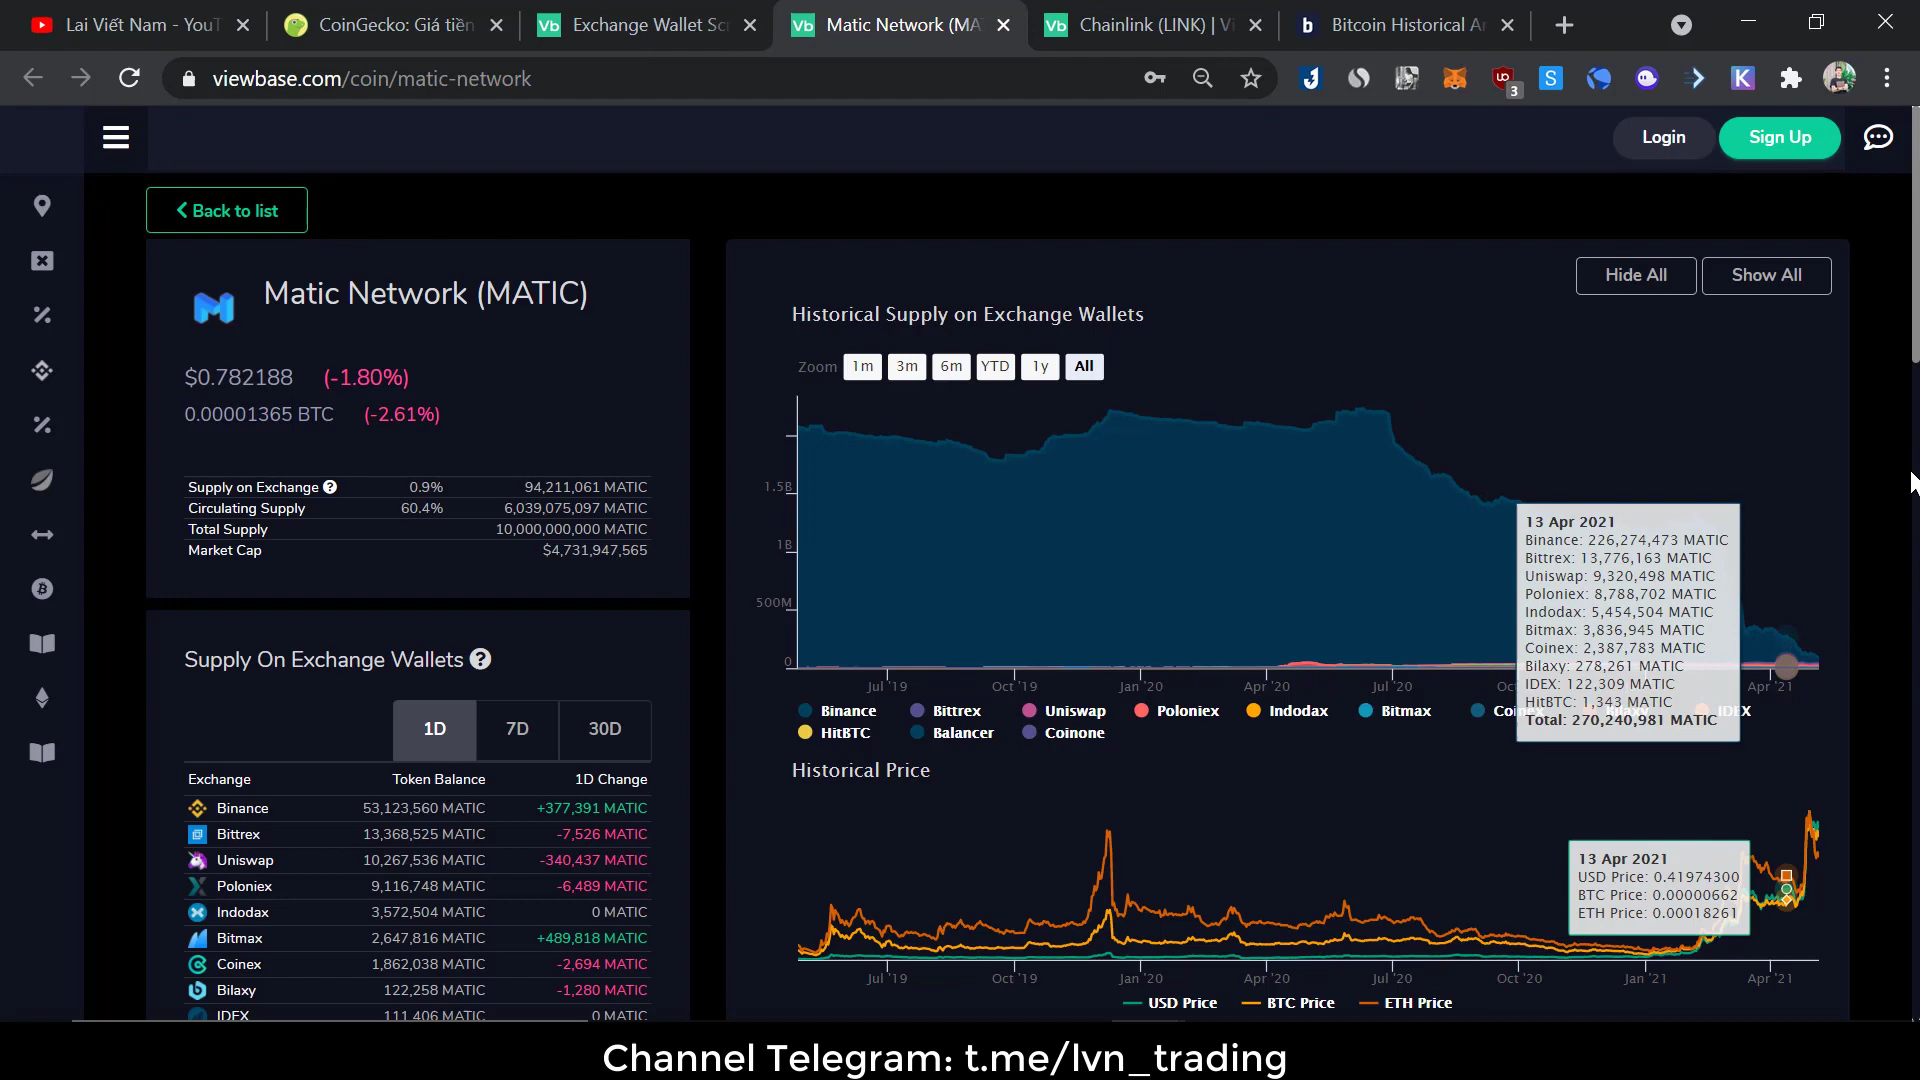 Lai Viết Nam - YouT
CoinGecko: Giá tiền
Exchange Wallet Scr
Matic Network (MA
Chainlink (LINK) | Vi
Bitcoin Historical Ar
viewbase.com/coin/matic-network
3
Login
Sign Up
Back to list
Matic Network (MATIC)
$0.782188 (-1.80%)
0.00001365 BTC (-2.61%)
Supply on Exchange 0.9% 94,211,061 MATIC
Circulating Supply 60.4% 6,039,075,097 MATIC
Total Supply 10,000,000,000 MATIC
Market Cap $4,731,947,565
Supply On Exchange Wallets
1D 7D 30D
Exchange Token Balance 1D Change
Binance 53,123,560 MATIC +377,391 MATIC
Bittrex 13,368,525 MATIC -7,526 MATIC
Uniswap 10,267,536 MATIC -340,437 MATIC
Poloniex 9,116,748 MATIC -6,489 MATIC
Indodax 3,572,504 MATIC 0 MATIC
Bitmax 2,647,816 MATIC +489,818 MATIC
Coinex 1,862,038 MATIC -2,694 MATIC
Bilaxy 122,258 MATIC -1,280 MATIC
IDEX 111,406 MATIC 0 MATIC
Hide All Show All
Historical Supply on Exchange Wallets
Zoom 1m 3m 6m YTD 1y All
1.5B
1B
500M
0
Jul '19 Oct '19 Jan '20 Apr '20 Jul '20 Oct Apr '21
13 Apr 2021
Binance: 226,274,473 MATIC
Bittrex: 13,776,163 MATIC
Uniswap: 9,320,498 MATIC
Poloniex: 8,788,702 MATIC
Indodax: 5,454,504 MATIC
Bitmax: 3,836,945 MATIC
Coinex: 2,387,783 MATIC
Bilaxy: 278,261 MATIC
IDEX: 122,309 MATIC
HitBTC: 1,343 MATIC
Total: 270,240,981 MATIC
Binance Bittrex Uniswap Poloniex Indodax Bitmax Coinex Bilaxy IDEX
HitBTC Balancer Coinone
Historical Price
13 Apr 2021
USD Price: 0.41974300
BTC Price: 0.00000662
ETH Price: 0.00018261
Jul '19 Oct '19 Jan '20 Apr '20 Jul '20 Oct '20 Jan '21 Apr '21
USD Price BTC Price ETH Price
Channel Telegram: t.me/lvn_trading